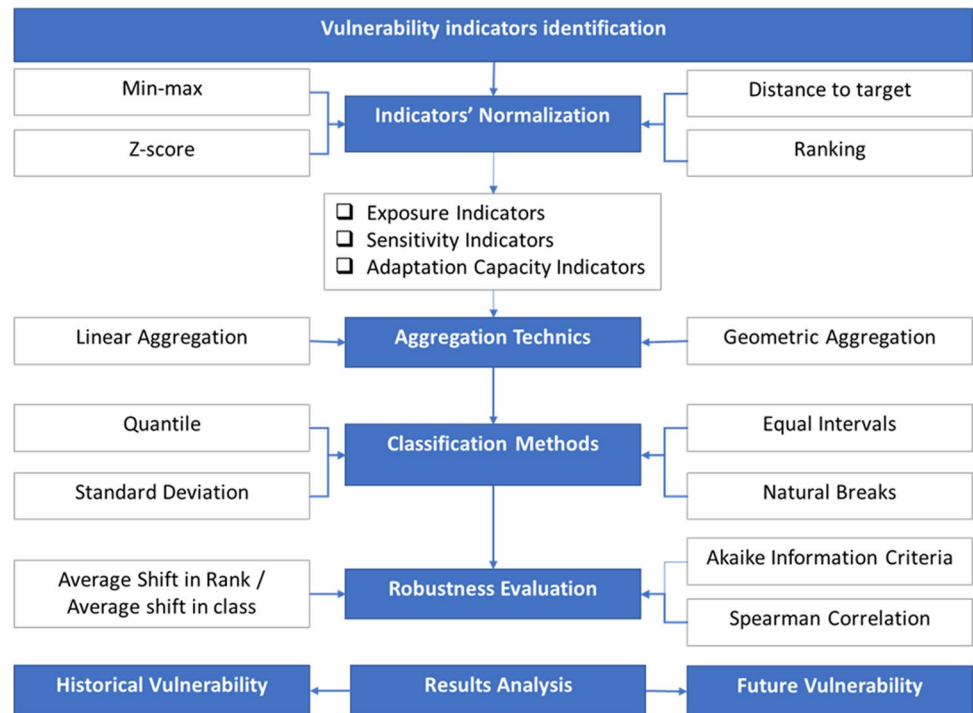 Vulnerability indicators identification
Min-max
Z-score
Indicators’ Normalization
Distance to target
Ranking
Exposure Indicators
Sensitivity Indicators
Adaptation Capacity Indicators
Linear Aggregation
Aggregation Technics
Geometric Aggregation
Quantile
Standard Deviation
Classification Methods
Equal Intervals
Natural Breaks
Average Shift in Rank /
Average shift in class
Robustness Evaluation
Akaike Information Criteria
Spearman Correlation
Historical Vulnerability
Results Analysis
Future Vulnerability